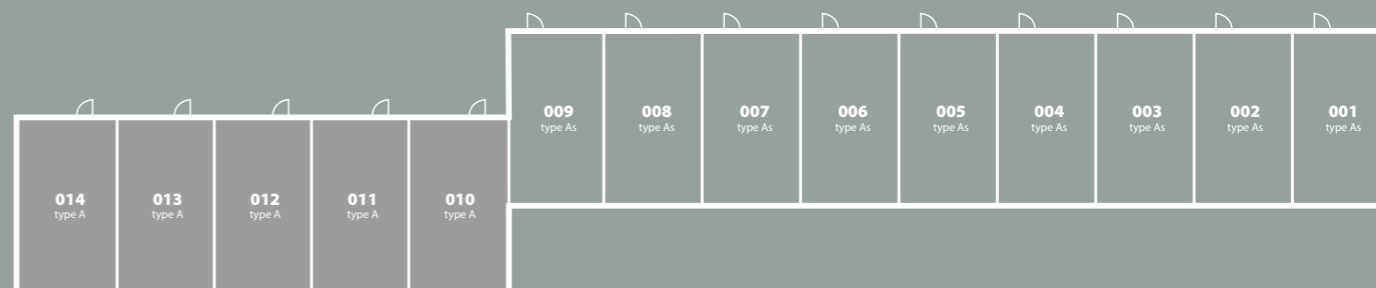 009
type As
008
type As
007
type As
006
type As
005
type As
004
type As
003
type As
002
type As
001
type As
014
type A
013
type A
012
type A
011
type A
010
type A